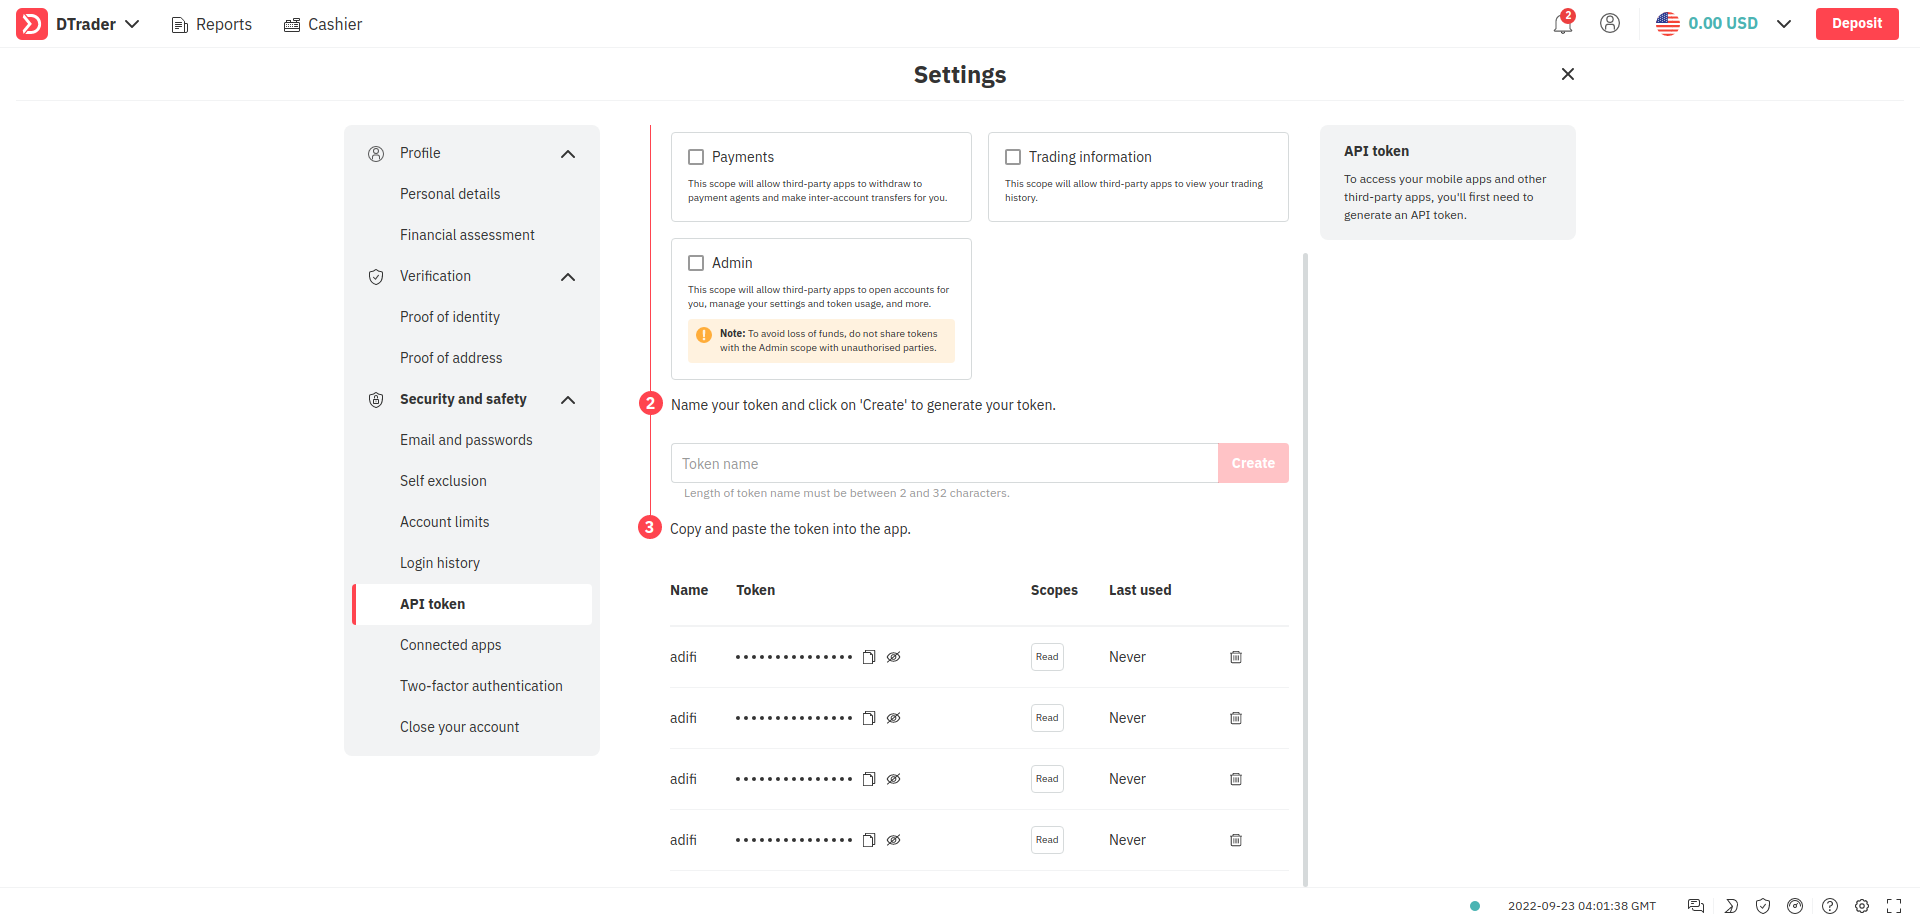 DTrader
Reports
Cashier
2
0.00 USD
Deposit
Settings
Profile
Personal details
Financial assessment
Verification
Proof of identity
Proof of address
Security and safety
Email and passwords
Self exclusion
Account limits
Login history
API token
Connected apps
Two-factor authentication
Close your account
Payments
This scope will allow third-party apps to withdraw to
payment agents and make inter-account transfers for you.
Trading information
This scope will allow third-party apps to view your trading
history.
Admin
This scope will allow third-party apps to open accounts for
you, manage your settings and token usage, and more.
Note: To avoid loss of funds, do not share tokens
with the Admin scope with unauthorised parties.
2 Name your token and click on 'Create' to generate your token.
Token name
Create
Length of token name must be between 2 and 32 characters.
3 Copy and paste the token into the app.
Name Token Scopes Last used
adifi ••••••••••••••• Read Never
adifi ••••••••••••••• Read Never
adifi ••••••••••••••• Read Never
adifi ••••••••••••••• Read Never
API token
To access your mobile apps and other
third-party apps, you'll first need to
generate an API token.
2022-09-23 04:01:38 GMT